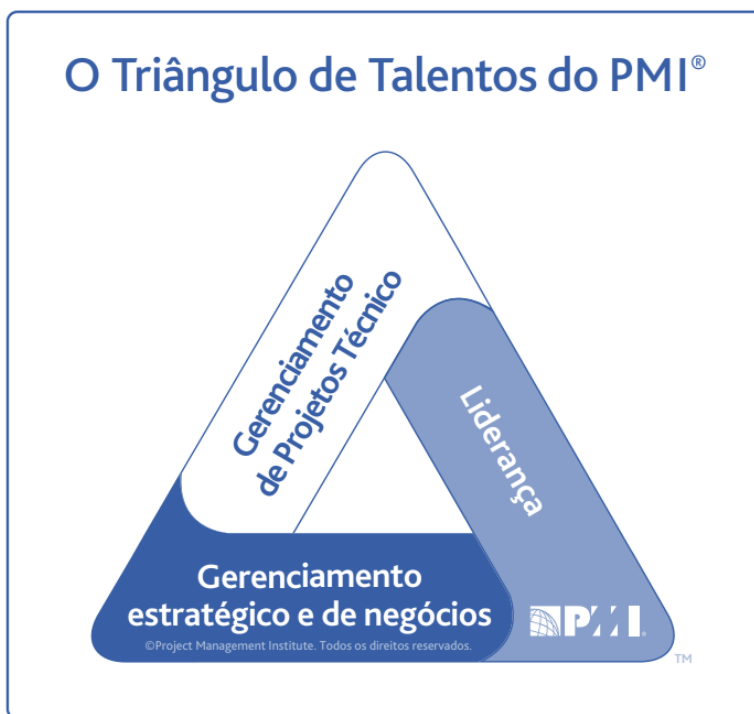 O Triângulo de Talentos do PMI®
Gerenciamento
de Projetos Técnico
Liderança
Gerenciamento
estratégico e de negócios
©Project Management Institute. Todos os direitos reservados.
PMI.
TM